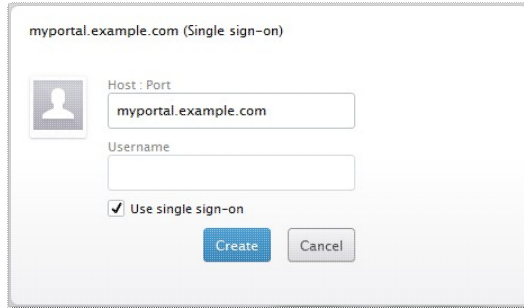 myportal.example.com (Single sign-on)
Host : Port
myportal.example.com
Username
Use single sign-on
Create Cancel